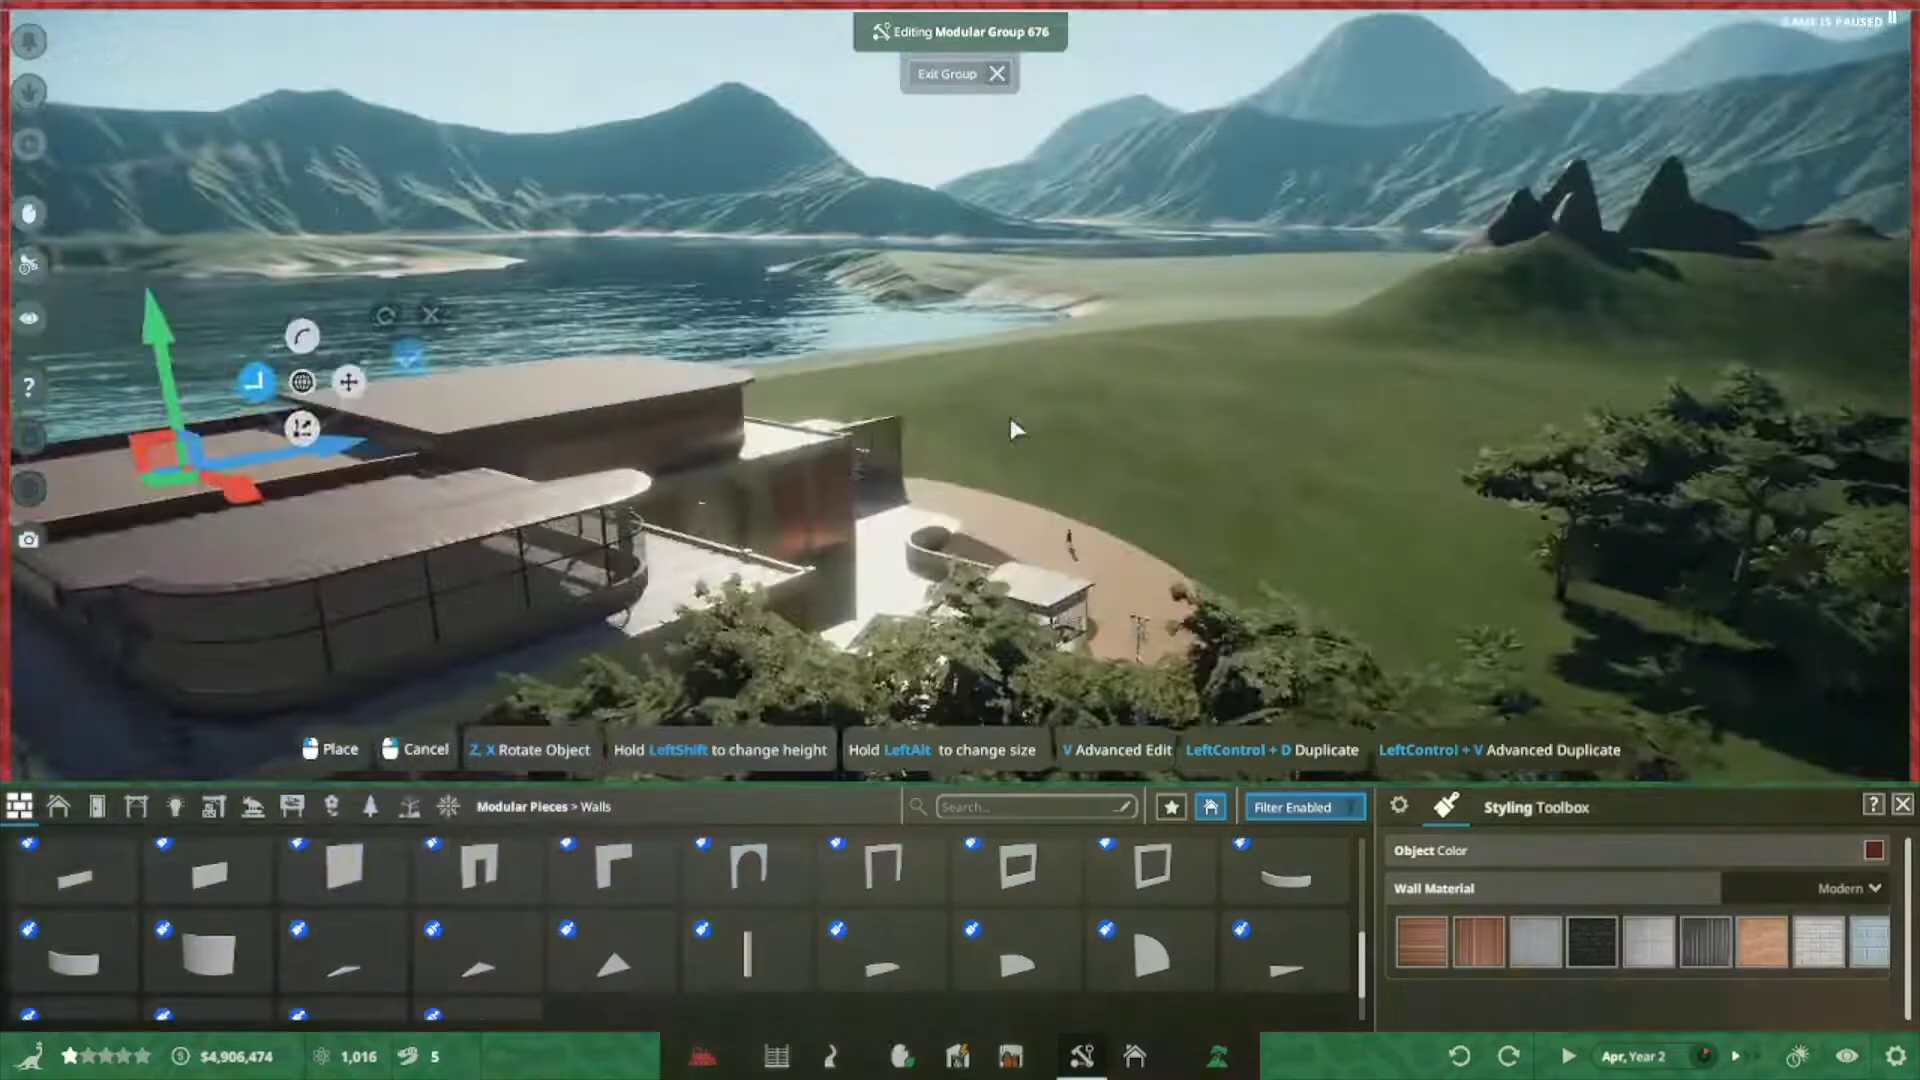 Editing Modular Group 676
GAME IS PAUSED
Exit Group
?
Place
Cancel
Z, X Rotate Object
Hold LeftShift to change height
Hold LeftAlt to change size
V Advanced Edit
LeftControl + D Duplicate
LeftControl + V Advanced Duplicate
Modular Pieces > Walls
Search...
Filter Enabled
Styling Toolbox
?
Object Color
Wall Material
Modern
$4,906,474
1,016
5
Apr, Year 2